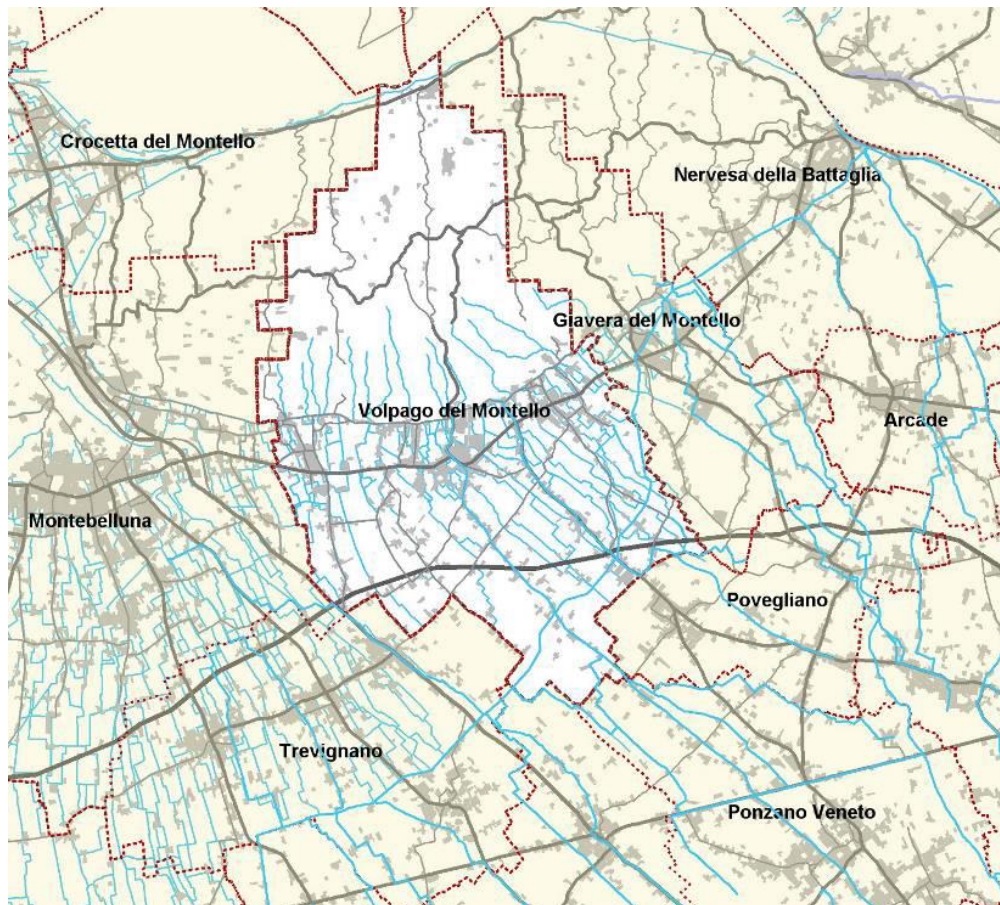 Crocetta del Montello
Nervesa della Battaglia
Giavera del Montello
Volpago del Montello
Arcade
Montebelluna
Povegliano
Trevignano
Ponzano Veneto